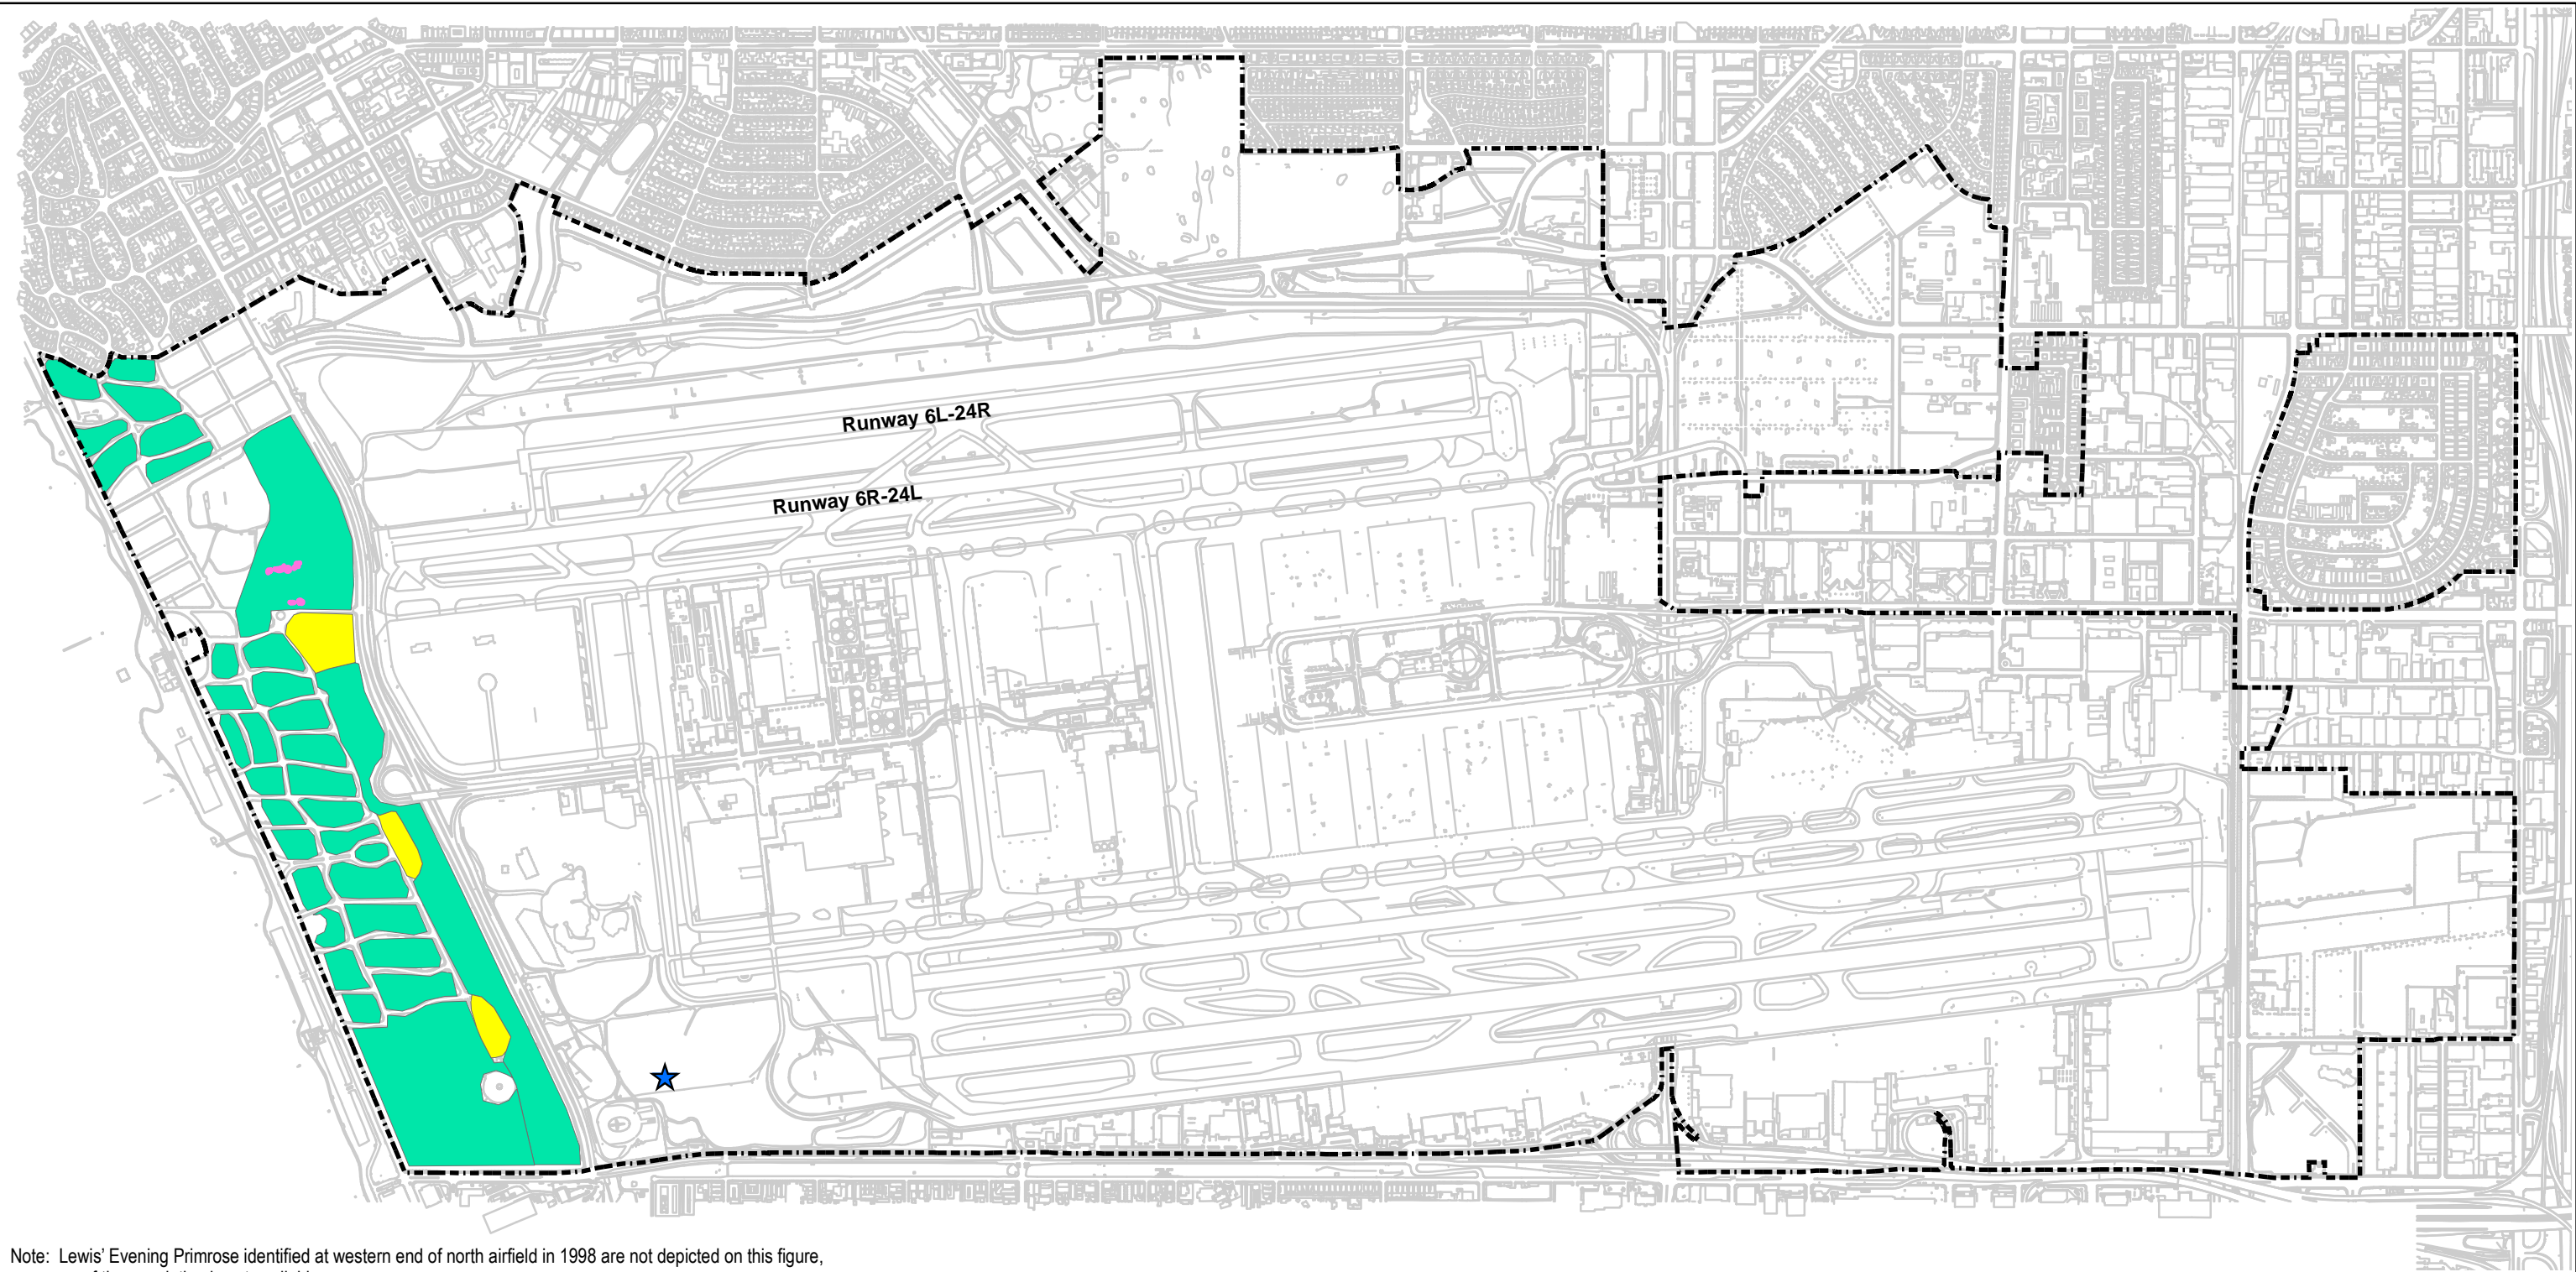 Runway 6L-24R
Runway 6R-24L
Note: Lewis' Evening Primrose identified at western end of north airfield in 1998 are not depicted on this figure,